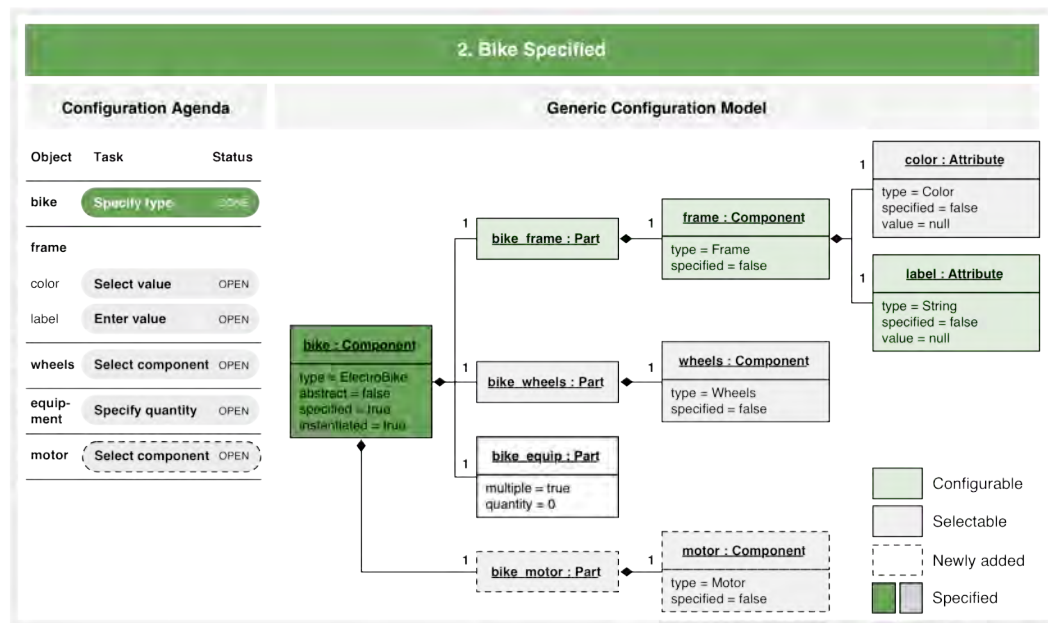 2. Bike Specified
Configuration Agenda
Object Task Status
bike Specify type DONE
frame
color Select value OPEN
label Enter value OPEN
wheels Select component OPEN
equip-
ment Specify quantity OPEN
motor Select component OPEN
Generic Configuration Model
bike : Component
type = ElectroBike
abstract = false
specified = true
instantiated = true
1
bike_frame : Part
1
frame : Component
type = Frame
specified = false
1
color : Attribute
type = Color
specified = false
value = null
1
label : Attribute
type = String
specified = false
value = null
1
bike_wheels : Part
1
wheels : Component
type = Wheels
specified = false
1
bike_equip : Part
multiple = true
quantity = 0
1
bike_motor : Part
1
motor : Component
type = Motor
specified = false
Configurable
Selectable
Newly added
Specified